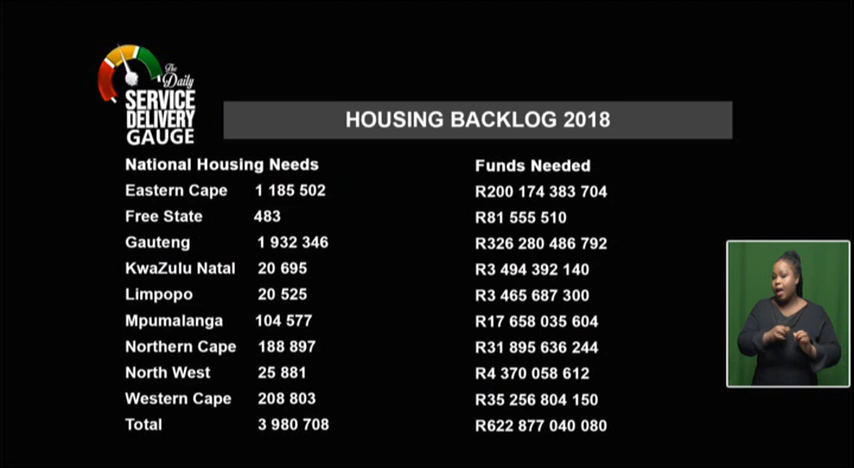 The
Daily
SERVICE
DELIVERY
GAUGE
HOUSING BACKLOG 2018
National Housing Needs Funds Needed
Eastern Cape 1 185 502 R200 174 383 704
Free State 483 R81 555 510
Gauteng 1 932 346 R326 280 486 792
KwaZulu Natal 20 695 R3 494 392 140
Limpopo 20 525 R3 465 687 300
Mpumalanga 104 577 R17 658 035 604
Northern Cape 188 897 R31 895 636 244
North West 25 881 R4 370 058 612
Western Cape 208 803 R35 256 804 150
Total 3 980 708 R622 877 040 080